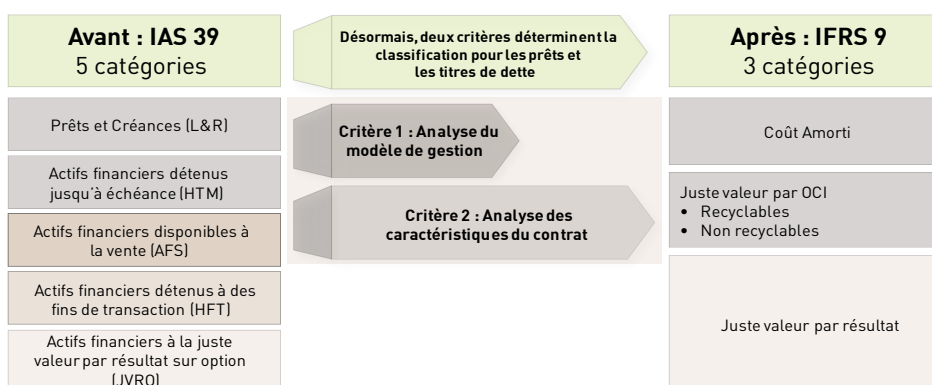 Avant : IAS 39
5 catégories
Désormais, deux critères déterminent la
classification pour les prêts et
les titres de dette
Après : IFRS 9
3 catégories
Prêts et Créances (L&R)
Actifs financiers détenus
jusqu'à échéance (HTM)
Actifs financiers disponibles à
la vente (AFS)
Actifs financiers détenus à des
fins de transaction (HFT)
Actifs financiers à la juste
valeur par résultat sur option
(JVRO)
Critère 1 : Analyse du
modèle de gestion
Critère 2 : Analyse des
caractéristiques du contrat
Coût Amorti
Juste valeur par OCI
• Recyclables
• Non recyclables
Juste valeur par résultat